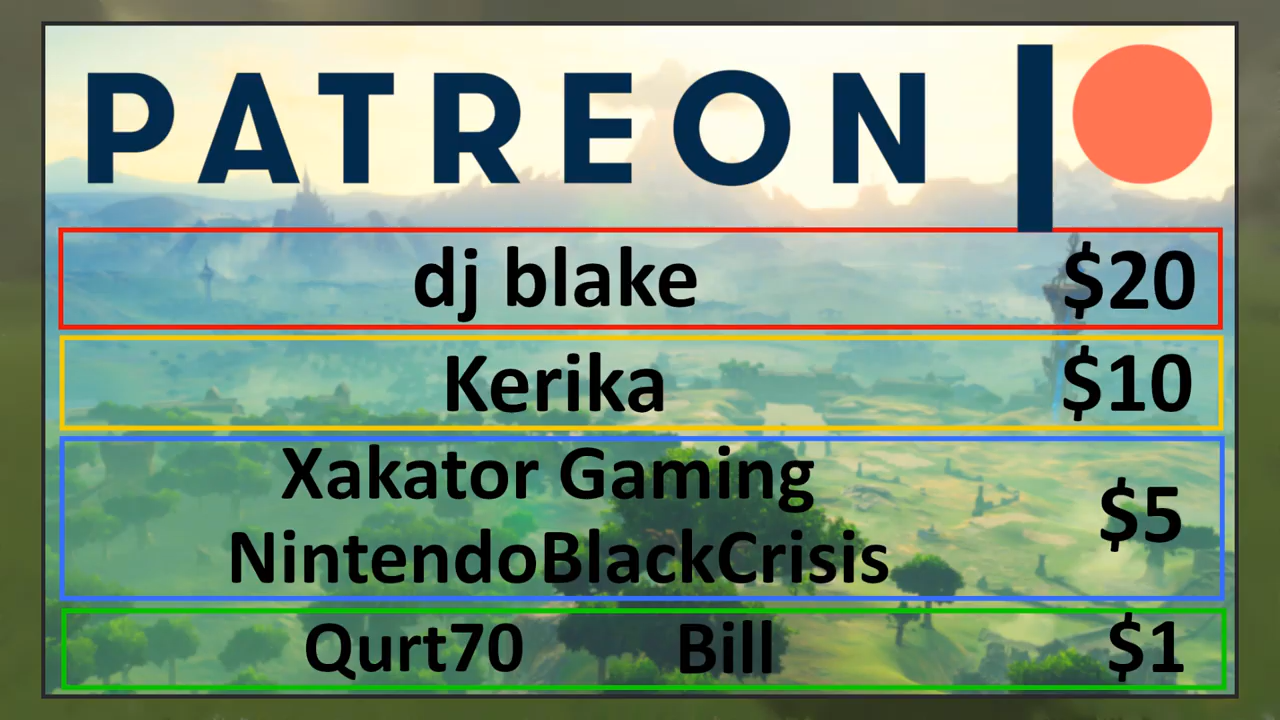 PATREON
dj blake $20
Kerika $10
Xakator Gaming
NintendoBlackCrisis $5
Qurt70 Bill $1